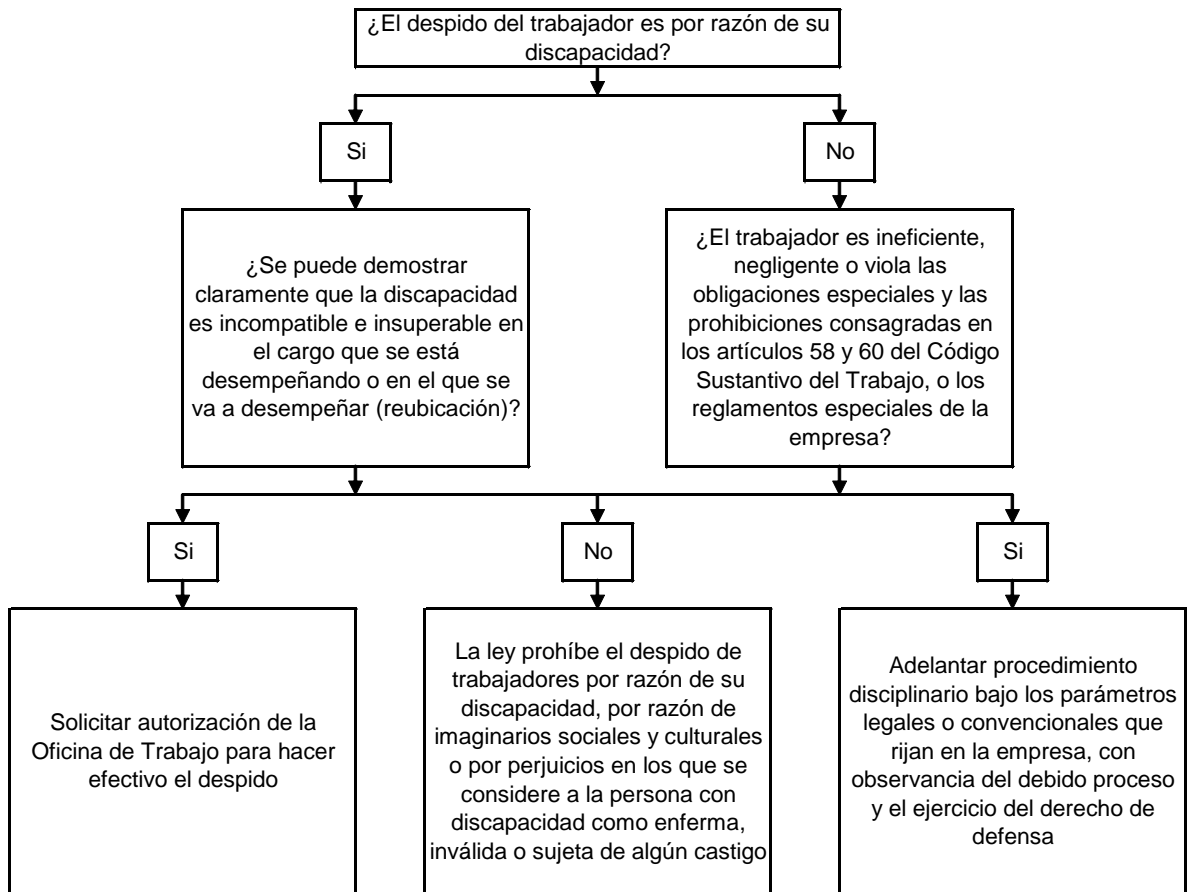 ¿El despido del trabajador es por razón de su
discapacidad?
Si
No
¿Se puede demostrar
claramente que la discapacidad
es incompatible e insuperable en
el cargo que se está
desempeñando o en el que se
va a desempeñar (reubicación)?
¿El trabajador es ineficiente,
negligente o viola las
obligaciones especiales y las
prohibiciones consagradas en
los artículos 58 y 60 del Código
Sustantivo del Trabajo, o los
reglamentos especiales de la
empresa?
Si
No
Si
Solicitar autorización de la
Oficina de Trabajo para hacer
efectivo el despido
La ley prohíbe el despido de
trabajadores por razón de su
discapacidad, por razón de
imaginarios sociales y culturales
o por perjuicios en los que se
considere a la persona con
discapacidad como enferma,
inválida o sujeta de algún castigo
Adelantar procedimiento
disciplinario bajo los parámetros
legales o convencionales que
rijan en la empresa, con
observancia del debido proceso
y el ejercicio del derecho de
defensa